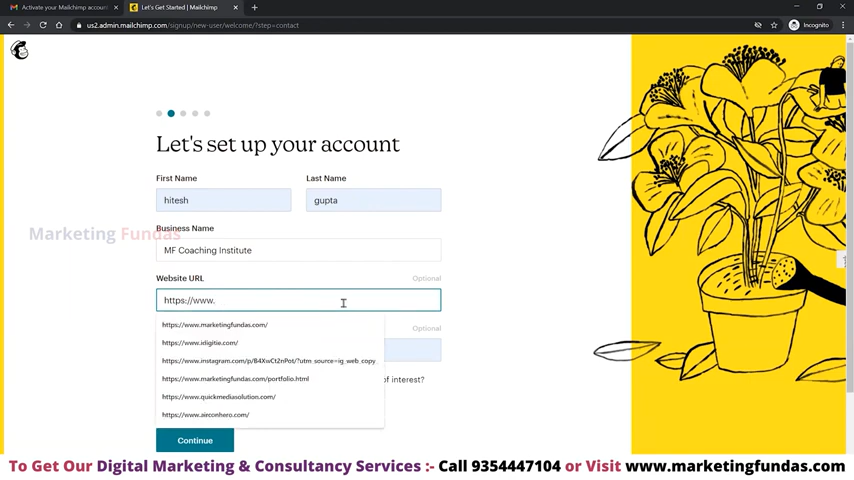 Activate your Mailchimp accoun
Let's Get Started | Mailchimp
us2.admin.mailchimp.com/signup/new-user/welcome/?step=contact
Incognito
Let's set up your account
First Name
Last Name
hitesh
gupta
Business Name
Marketing Fundas
MF Coaching Institute
Website URL
Optional
https://www.
https://www.marketingfundas.com/
Optional
https://www.idigitie.com/
https://www.instagram.com/p/B4XwCt2nPot/?utm_source=ig_web_copy
https://www.marketingfundas.com/portfolio.html
of interest?
https://www.quickmediasolution.com/
https://www.airconhero.com/
Continue
To Get Our Digital Marketing & Consultancy Services :- Call 9354447104 or Visit www.marketingfundas.com